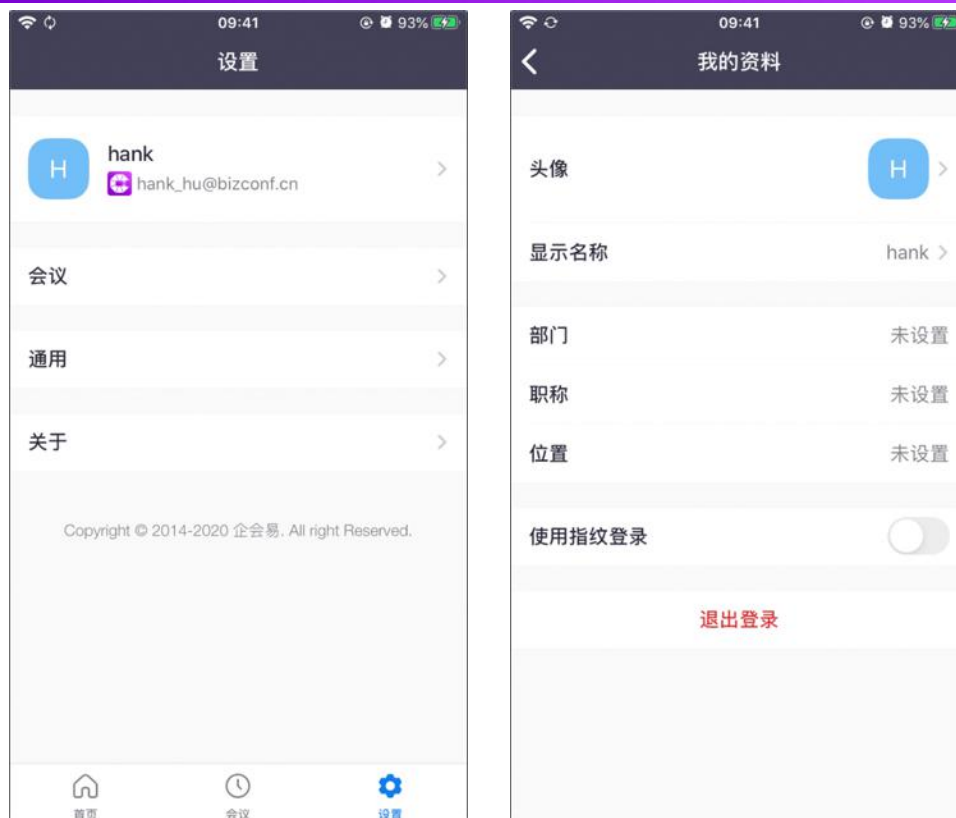 09:41
93%
设置
H
hank
hank_hu@bizconf.cn
会议
通用
关于
Copyright © 2014-2020 企会易. All right Reserved.
首页
会议
设置
09:41
93%
我的资料
头像
H
显示名称
hank
部门
未设置
职称
未设置
位置
未设置
使用指纹登录
退出登录